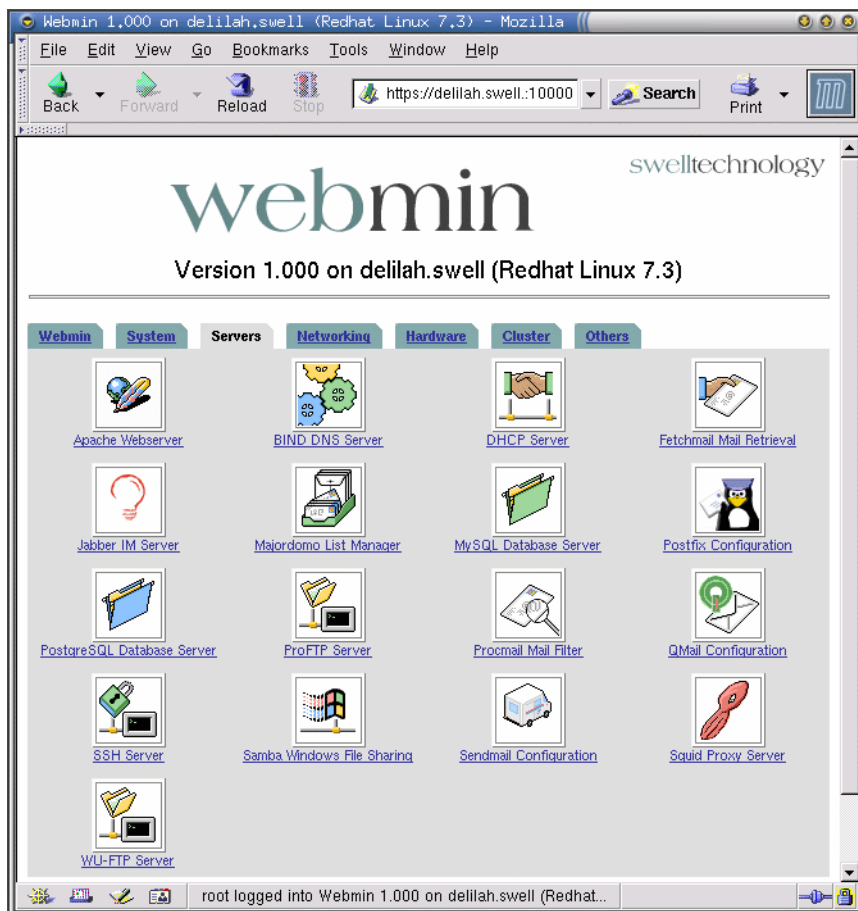 Webmin 1.000 on delilah.swell (Redhat Linux 7.3) - Mozilla
File Edit View Go Bookmarks Tools Window Help
Back Forward Reload Stop https://delilah.swell.:10000 Search Print
swelltechnology
webmin
Version 1.000 on delilah.swell (Redhat Linux 7.3)
Webmin System Servers Networking Hardware Cluster Others
Apache Webserver BIND DNS Server DHCP Server Fetchmail Mail Retrieval
Jabber IM Server Majordomo List Manager MySQL Database Server Postfix Configuration
PostgreSQL Database Server ProFTP Server Procmail Mail Filter QMail Configuration
SSH Server Samba Windows File Sharing Sendmail Configuration Squid Proxy Server
WU-FTP Server
root logged into Webmin 1.000 on delilah.swell (Redhat...